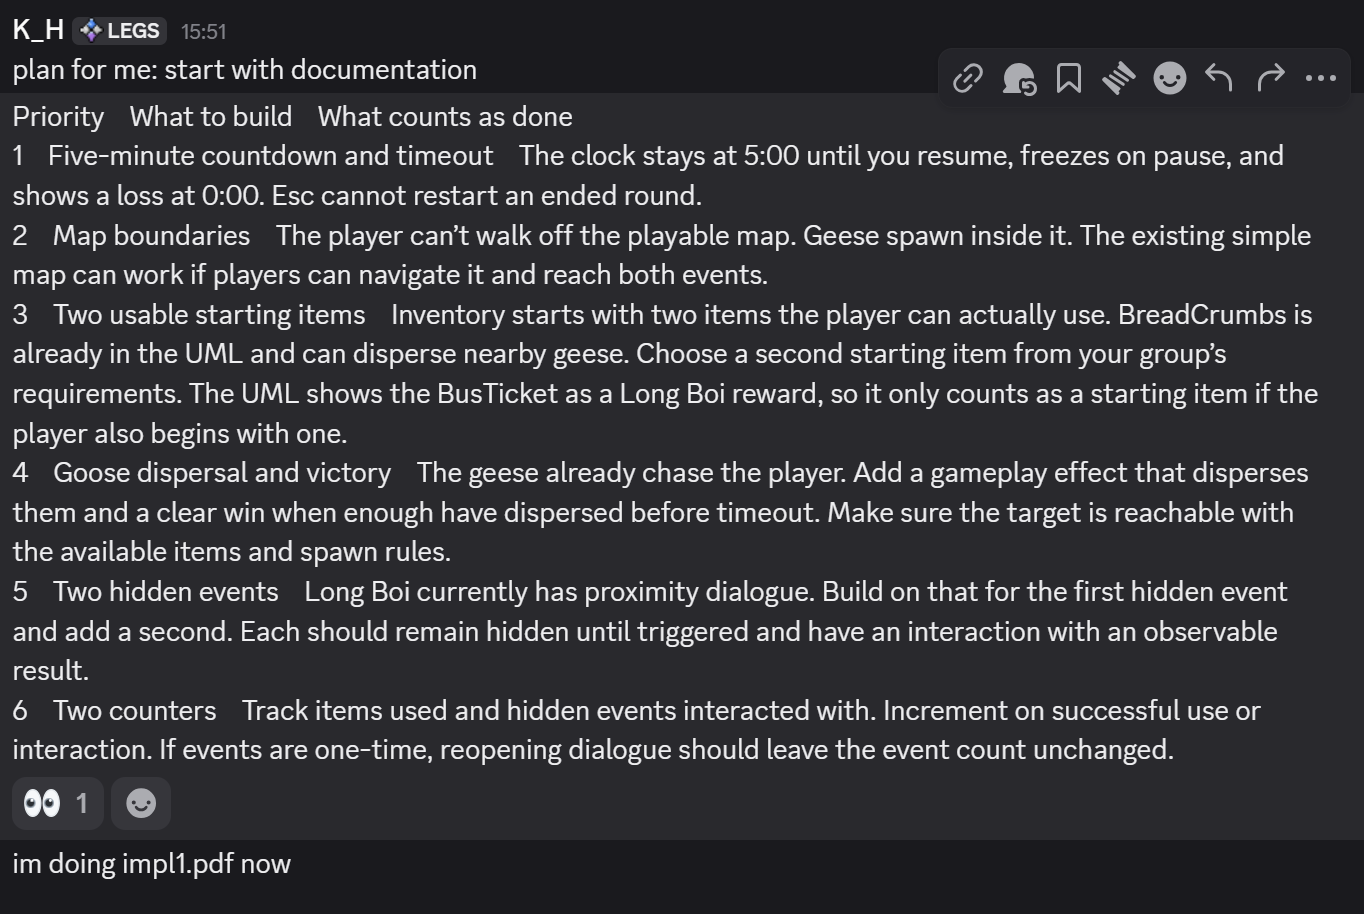 K_H LEGS 15:51
plan for me: start with documentation
Priority What to build What counts as done
1 Five-minute countdown and timeout The clock stays at 5:00 until you resume, freezes on pause, and
shows a loss at 0:00. Esc cannot restart an ended round.
2 Map boundaries The player can’t walk off the playable map. Geese spawn inside it. The existing simple
map can work if players can navigate it and reach both events.
3 Two usable starting items Inventory starts with two items the player can actually use. BreadCrumbs is
already in the UML and can disperse nearby geese. Choose a second starting item from your group’s
requirements. The UML shows the BusTicket as a Long Boi reward, so it only counts as a starting item if the
player also begins with one.
4 Goose dispersal and victory The geese already chase the player. Add a gameplay effect that disperses
them and a clear win when enough have dispersed before timeout. Make sure the target is reachable with
the available items and spawn rules.
5 Two hidden events Long Boi currently has proximity dialogue. Build on that for the first hidden event
and add a second. Each should remain hidden until triggered and have an interaction with an observable
result.
6 Two counters Track items used and hidden events interacted with. Increment on successful use or
interaction. If events are one-time, reopening dialogue should leave the event count unchanged.
1
im doing impl1.pdf now